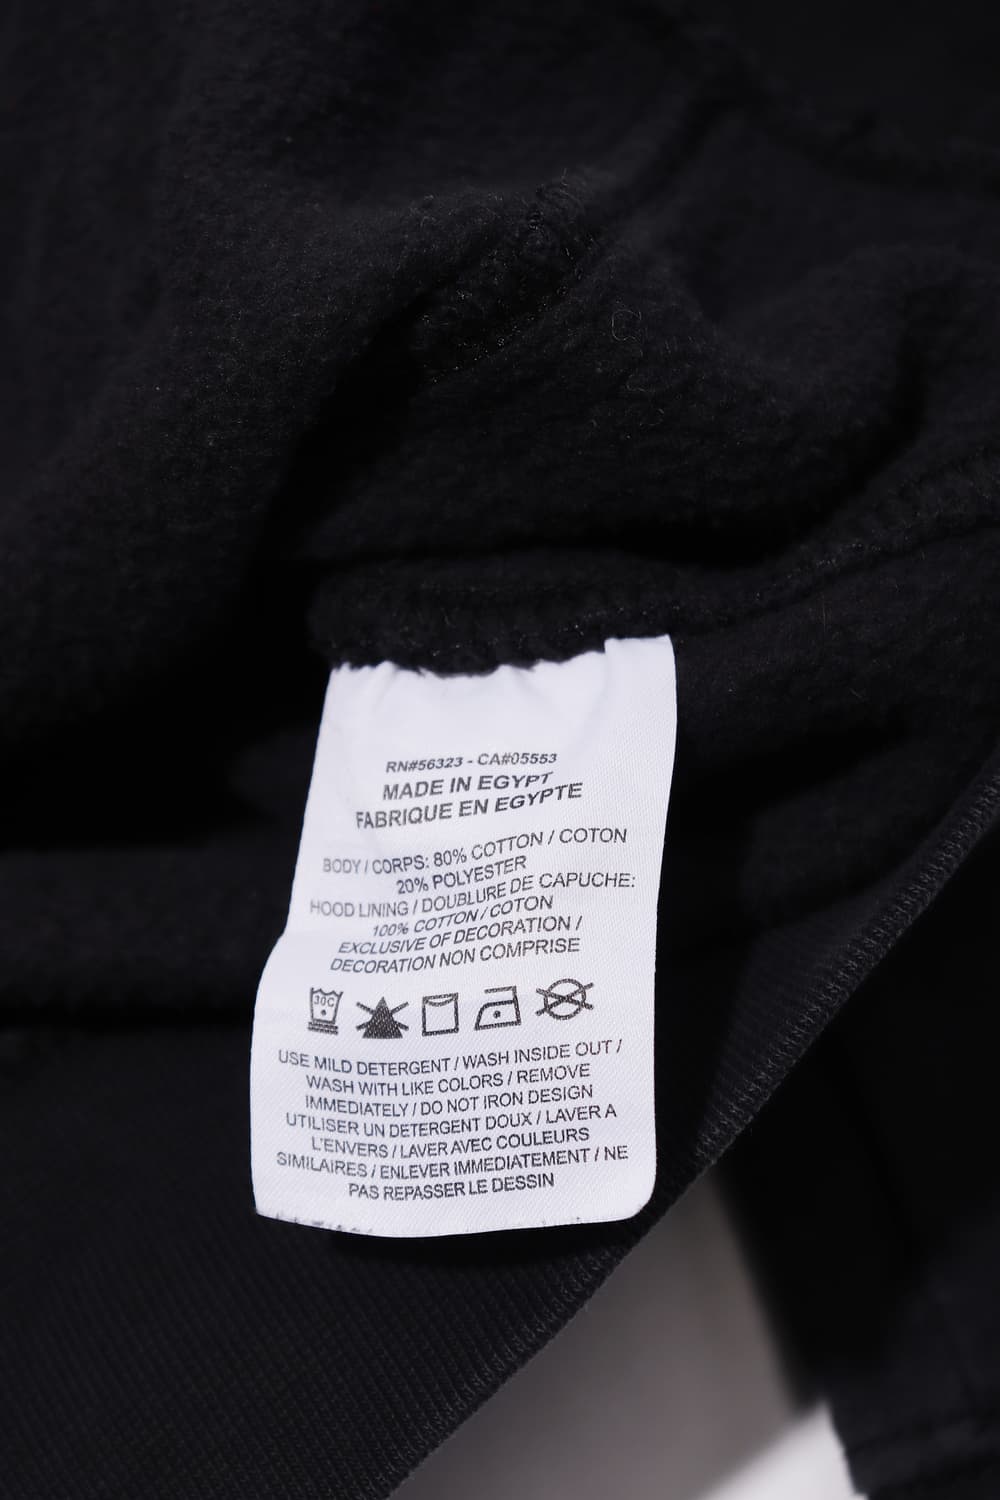 RN#56323 - CA#05553
MADE IN EGYPT
FABRIQUE EN EGYPTE
BODY / CORPS: 80% COTTON / COTON
20% POLYESTER
HOOD LINING / DOUBLURE DE CAPUCHE:
100% COTTON / COTON
EXCLUSIVE OF DECORATION /
DECORATION NON COMPRISE
30C
USE MILD DETERGENT / WASH INSIDE OUT /
WASH WITH LIKE COLORS / REMOVE
IMMEDIATELY / DO NOT IRON DESIGN
UTILISER UN DETERGENT DOUX / LAVER A
L'ENVERS / LAVER AVEC COULEURS
SIMILAIRES / ENLEVER IMMEDIATEMENT / NE
PAS REPASSER LE DESSIN